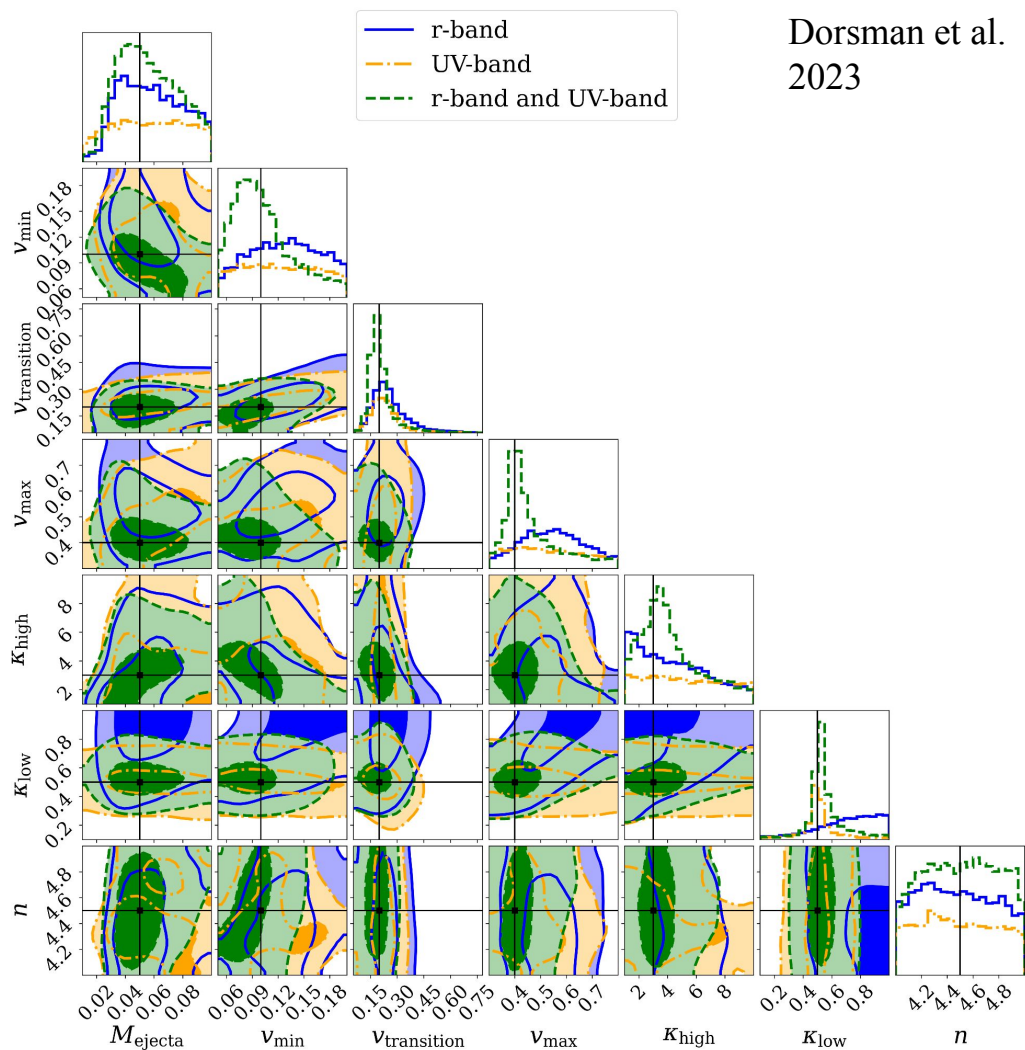 r-band
UV-band
r-band and UV-band
Dorsman et al.
2023
v_min
0.18
0.15
0.12
0.09
0.06
v_transition
0.75
0.60
0.45
0.30
0.15
v_max
0.7
0.6
0.5
0.4
κ_high
8
6
4
2
κ_low
0.8
0.6
0.4
0.2
n
4.8
4.6
4.4
4.2
0.02 0.04 0.06 0.08
0.06 0.09 0.12 0.15 0.18
0.15 0.30 0.45 0.60 0.75
0.4 0.5 0.6 0.7
2 4 6 8
0.2 0.4 0.6 0.8
4.2 4.4 4.6 4.8
M_ejecta v_min v_transition v_max κ_high κ_low n